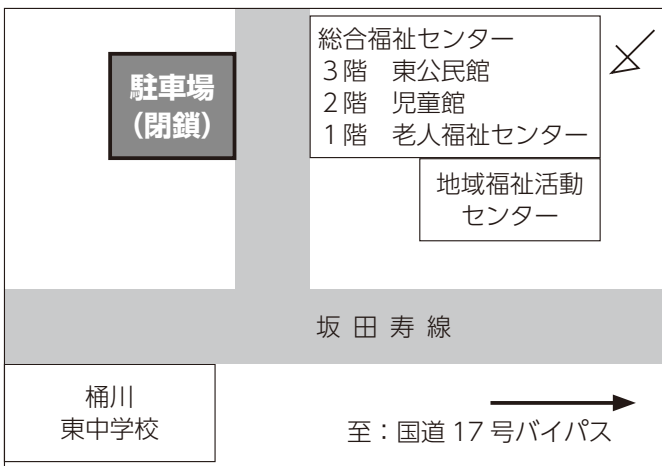 駐車場
（閉鎖）
総合福祉センター
３階　東公民館
２階　児童館
１階　老人福祉センター
地域福祉活動
センター
坂田寿線
桶川
東中学校
至：国道 17 号バイパス